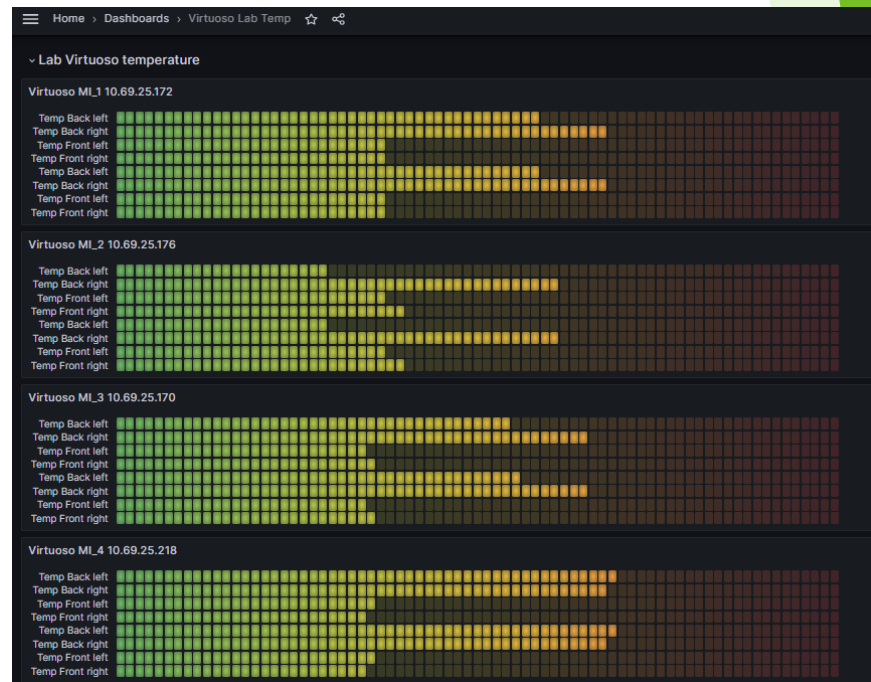 Home › Dashboards › Virtuoso Lab Temp
Lab Virtuoso temperature
Virtuoso MI_1 10.69.25.172
Temp Back left
Temp Back right
Temp Front left
Temp Front right
Temp Back left
Temp Back right
Temp Front left
Temp Front right
Virtuoso MI_2 10.69.25.176
Temp Back left
Temp Back right
Temp Front left
Temp Front right
Temp Back left
Temp Back right
Temp Front left
Temp Front right
Virtuoso MI_3 10.69.25.170
Temp Back left
Temp Back right
Temp Front left
Temp Front right
Temp Back left
Temp Back right
Temp Front left
Temp Front right
Virtuoso MI_4 10.69.25.218
Temp Back left
Temp Back right
Temp Front left
Temp Front right
Temp Back left
Temp Back right
Temp Front left
Temp Front right